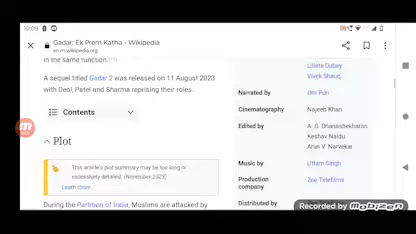 10:09
Gadar: Ek Prem Katha - Wikipedia
en.m.wikipedia.org
in the same function.
A sequel titled Gadar 2 was released on 11 August 2023
with Deol, Patel and Sharma reprising their roles.
Contents
Plot
This article's plot summary may be too long or
excessively detailed. (November 2023)
Learn more
During the Partition of India, Muslims are attacked by
Lillete Dubey
Vivek Shauq
Narrated by Om Puri
Cinematography Najeeb Khan
Edited by A. D. Dhanashekharan
Keshav Naidu
Arun V. Narvekar
Music by Uttam Singh
Production Zee Telefilms
company
Distributed by
Recorded by Mobizen